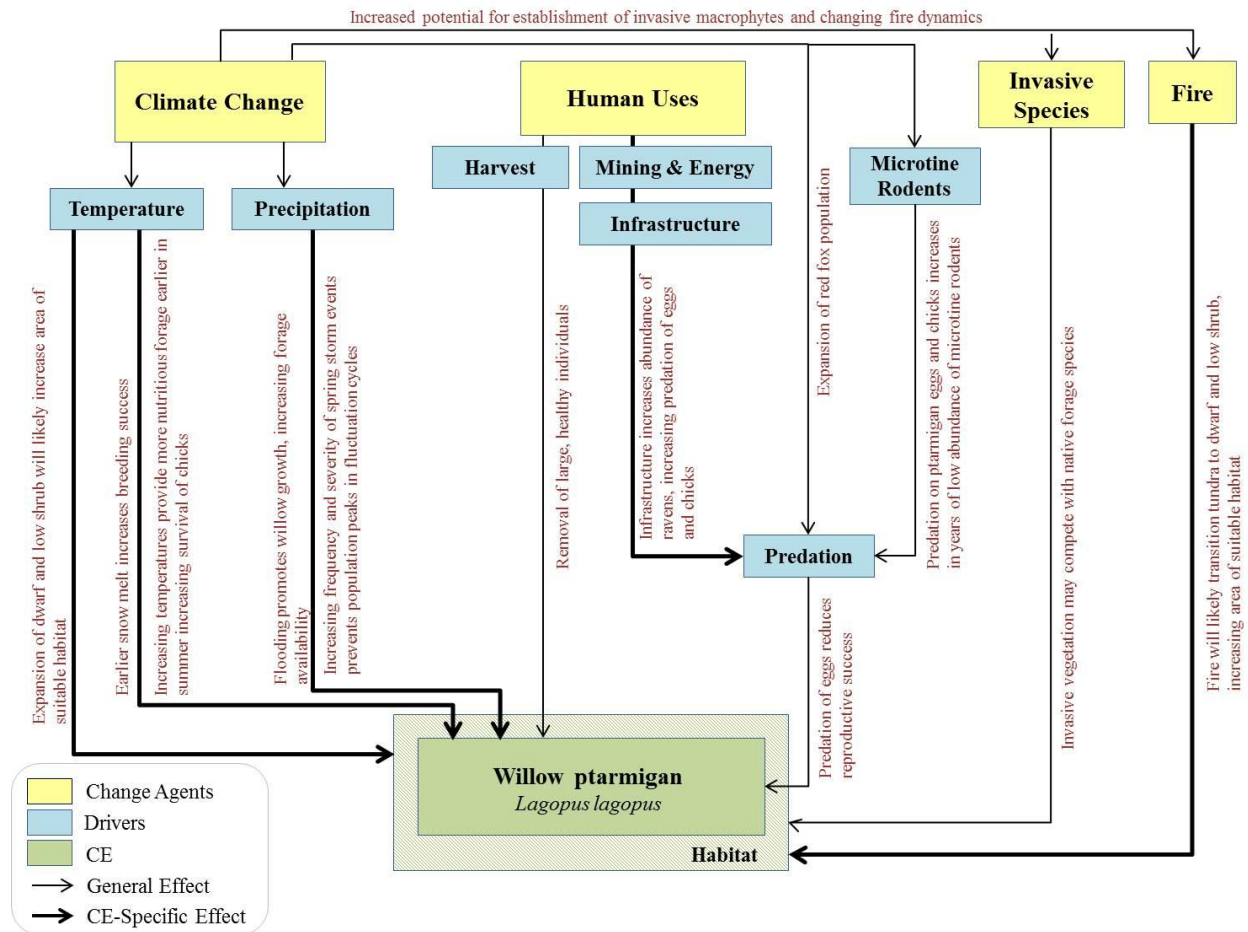 Increased potential for establishment of invasive macrophytes and changing fire dynamics
Climate Change
Human Uses
Invasive
Species
Fire
Harvest
Mining & Energy
Microtine
Rodents
Temperature
Precipitation
Infrastructure
Expansion of dwarf and low shrub will likely increase area of
suitable habitat
Earlier snow melt increases breeding success
Increasing temperatures provide more nutritious forage earlier in
summer increasing survival of chicks
Flooding promotes willow growth, increasing forage
availability
Increasing frequency and severity of spring storm events
prevents population peaks in fluctuation cycles
Removal of large, healthy individuals
Infrastructure increases abundance of
ravens, increasing predation of eggs
and chicks
Expansion of red fox population
Predation on ptarmigan eggs and chicks increases
in years of low abundance of microtine rodents
Invasive vegetation may compete with native forage species
Fire will likely transition tundra to dwarf and low shrub,
increasing area of suitable habitat
Predation
Predation of eggs reduces
reproductive success
Willow ptarmigan
Lagopus lagopus
Habitat
Change Agents
Drivers
CE
General Effect
CE-Specific Effect